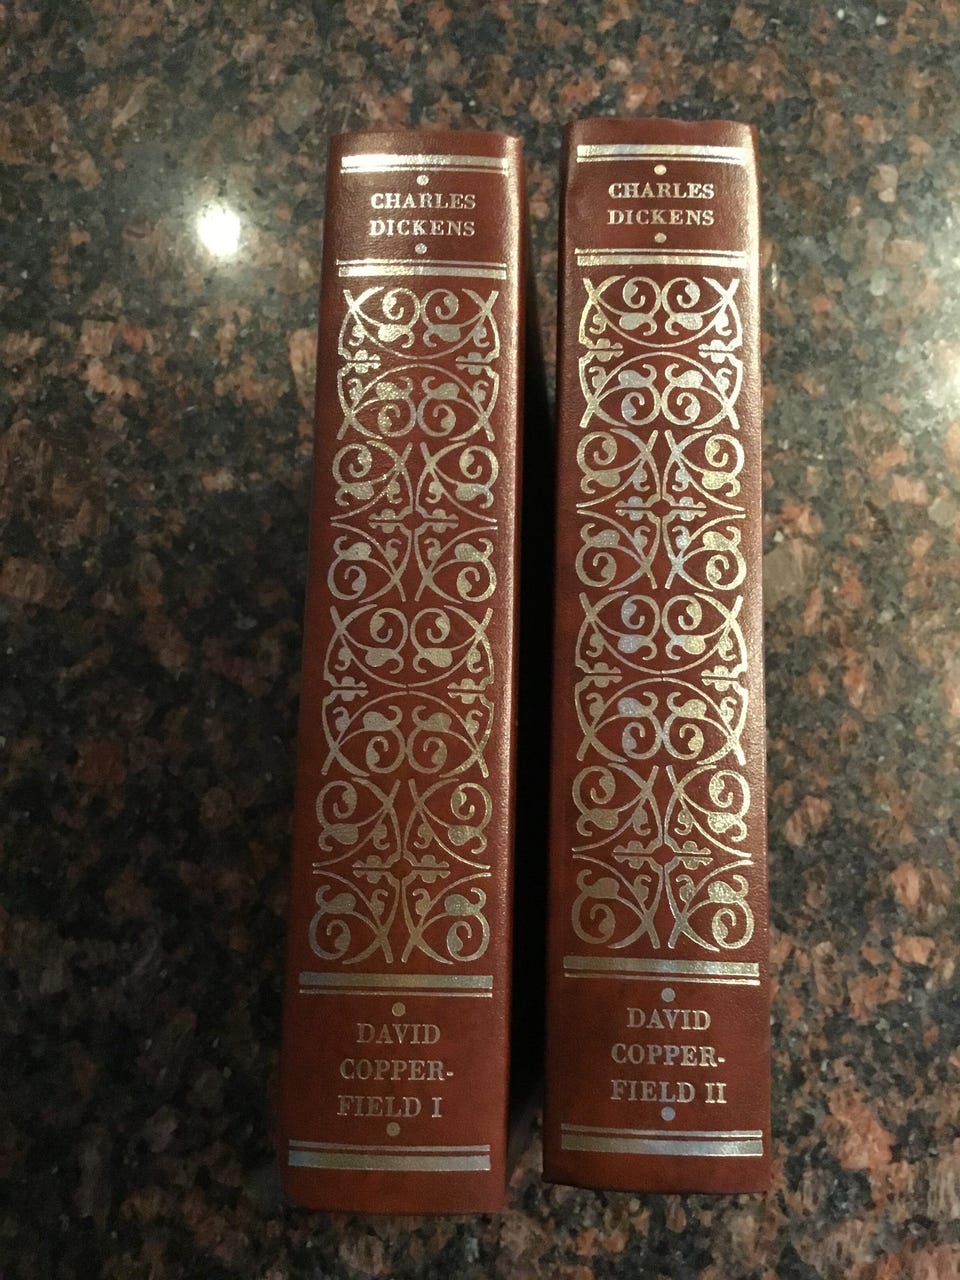 CHARLES
DICKENS
DAVID
COPPER-
FIELD I
CHARLES
DICKENS
DAVID
COPPER-
FIELD II